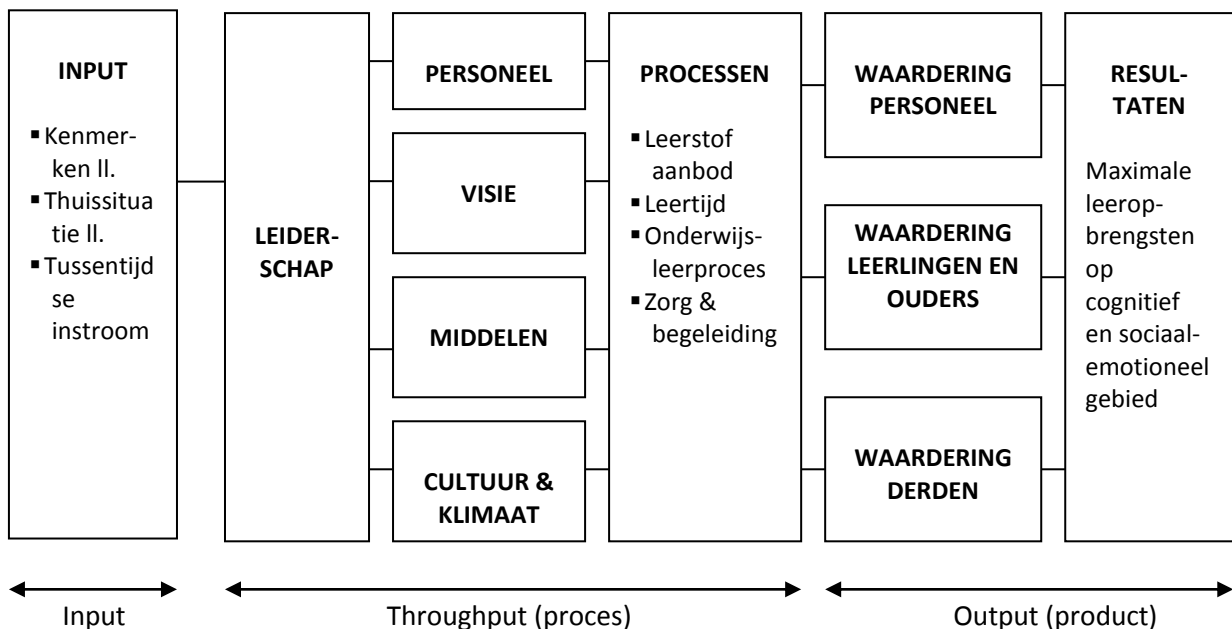 INPUT
▪ Kenmer-
ken ll.
▪ Thuissitua
tie ll.
▪ Tussentijd
se
instroom
LEIDER-
SCHAP
PERSONEEL
VISIE
MIDDELEN
CULTUUR &
KLIMAAT
PROCESSEN
▪ Leerstof
aanbod
▪ Leertijd
▪ Onderwijs-
leerproces
▪ Zorg &
begeleiding
WAARDERING
PERSONEEL
WAARDERING
LEERLINGEN EN
OUDERS
WAARDERING
DERDEN
RESUL-
TATEN
Maximale
leerop-
brengsten
op
cognitief
en sociaal-
emotioneel
gebied
Input
Throughput (proces)
Output (product)